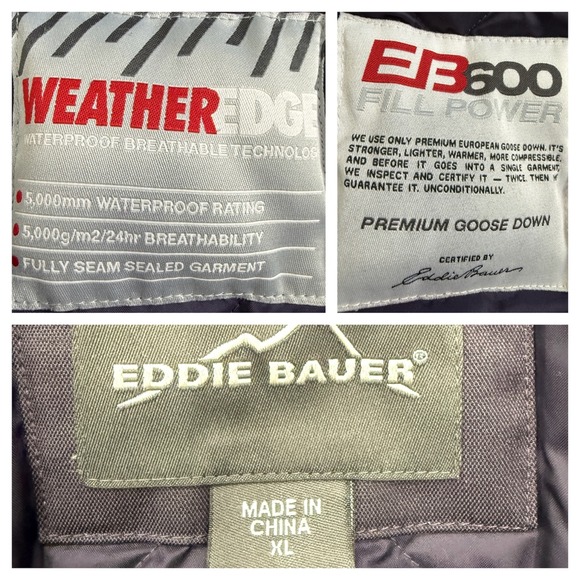 WEATHEREDGE
WATERPROOF BREATHABLE TECHNOLOG
5,000mm WATERPROOF RATING
5,000g/m2/24hr BREATHABILITY
FULLY SEAM SEALED GARMENT
EB600
FILL POWER
WE USE ONLY PREMIUM EUROPEAN GOOSE DOWN. IT'S
STRONGER, LIGHTER, WARMER, MORE COMPRESSIBLE,
AND BEFORE IT GOES INTO A SINGLE GARMENT,
WE INSPECT AND CERTIFY IT — TWICE. THEN W
GUARANTEE IT. UNCONDITIONALLY.
PREMIUM GOOSE DOWN
CERTIFIED BY
Eddie Bauer
EDDIE BAUER®
MADE IN
CHINA
XL